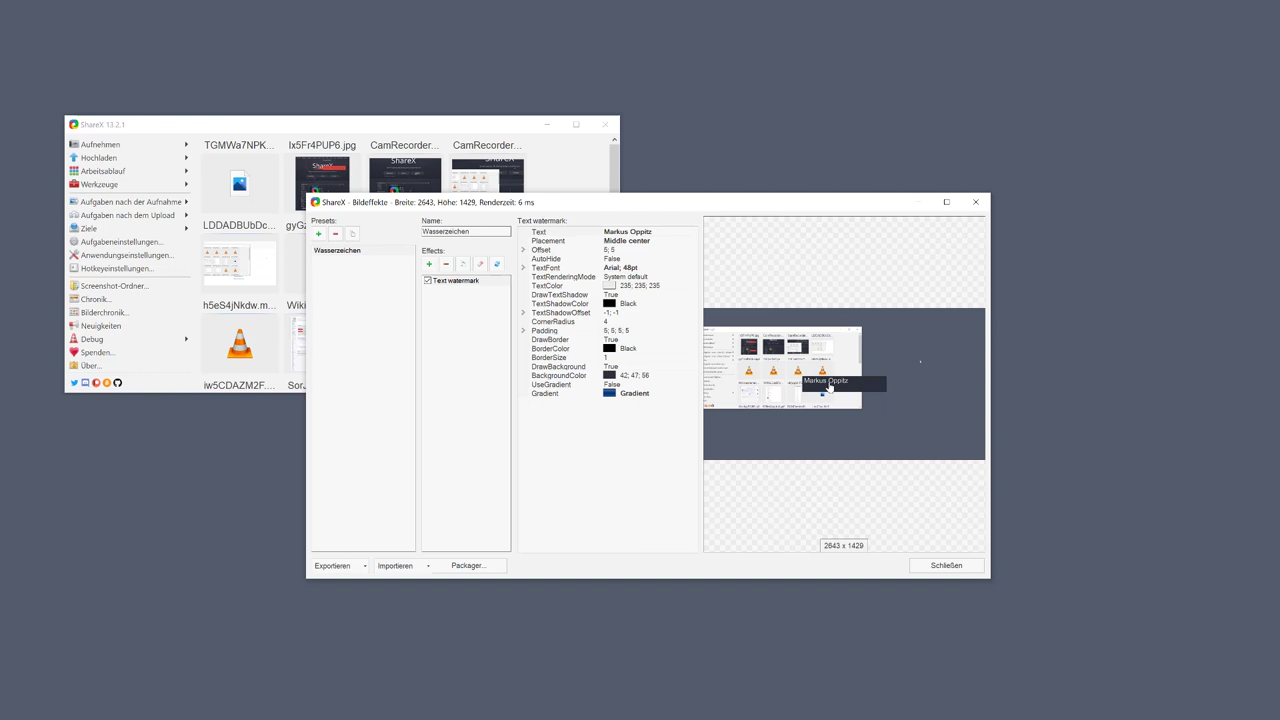 ShareX 13.2.1
Aufnehmen
Hochladen
Arbeitsablauf
Werkzeuge
Aufgaben nach der Aufnahme
Aufgaben nach dem Upload
Ziele
Aufgabeneinstellungen...
Anwendungseinstellungen...
Hotkeyeinstellungen...
Screenshot-Ordner...
Chronik...
Bilderchronik...
Neuigkeiten
Debug
Spenden...
Über...
TGMWa7NPK... Ix5Fr4PUP6.jpg CamRecorder... CamRecorder...
ShareX ShareX
LDDADBUbDc...
h5eS4jNkdw.m... Wiki
iw5CDAZM2F...
ShareX - Bildeffekte - Breite: 2643, Höhe: 1429, Renderzeit: 6 ms
Presets:
Wasserzeichen
Name:
Wasserzeichen
Effects:
Text watermark
Text watermark:
Text Markus Oppitz
Placement Middle center
Offset 5; 5
AutoHide False
TextFont Arial; 48pt
TextRenderingMode System default
TextColor 235; 235; 235
DrawTextShadow True
TextShadowColor Black
TextShadowOffset -1; -1
CornerRadius 4
Padding 5; 5; 5; 5
DrawBorder True
BorderColor Black
BorderSize 1
DrawBackground True
BackgroundColor 42; 47; 56
UseGradient False
Gradient Gradient
Markus Oppitz
2643 x 1429
Exportieren Importieren Packager... Schließen